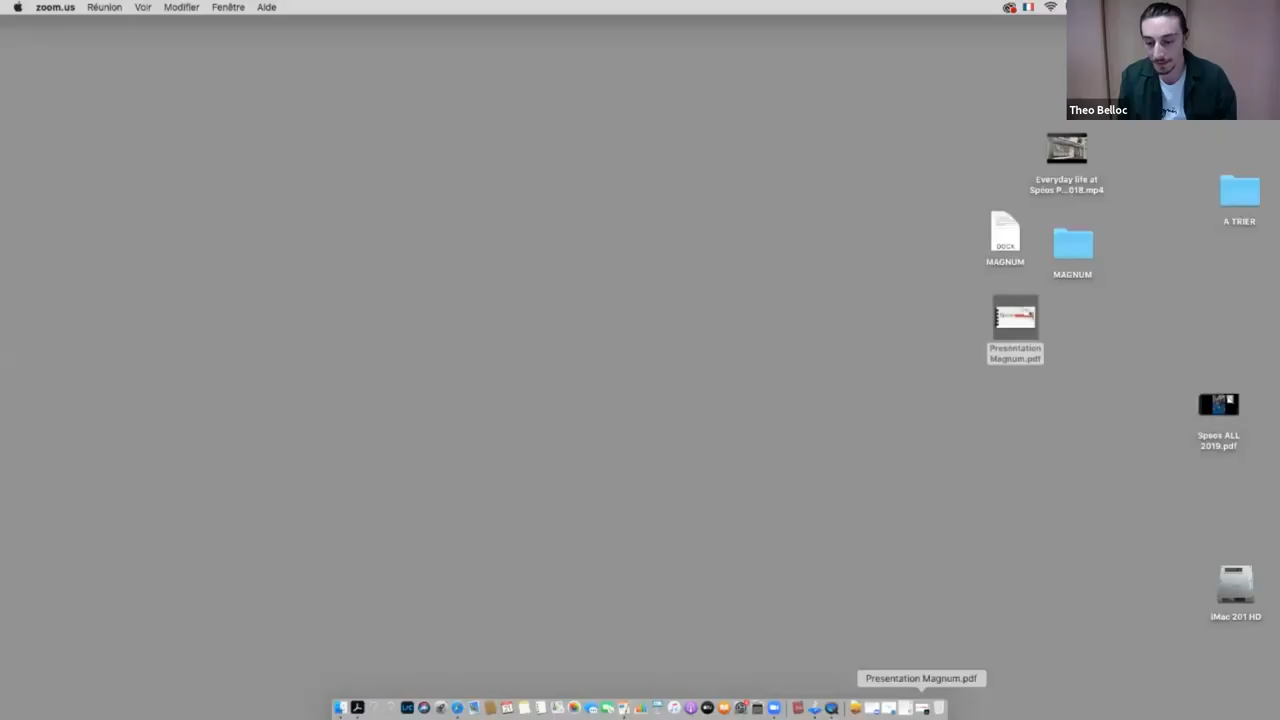 zoom.us Réunion Voir Modifier Fenêtre Aide
Theo Belloc
Everyday life at
Spéos P...018.mp4
A TRIER
DOCX
MAGNUM
MAGNUM
Presentation
Magnum.pdf
Speos ALL
2019.pdf
iMac 201 HD
Presentation Magnum.pdf